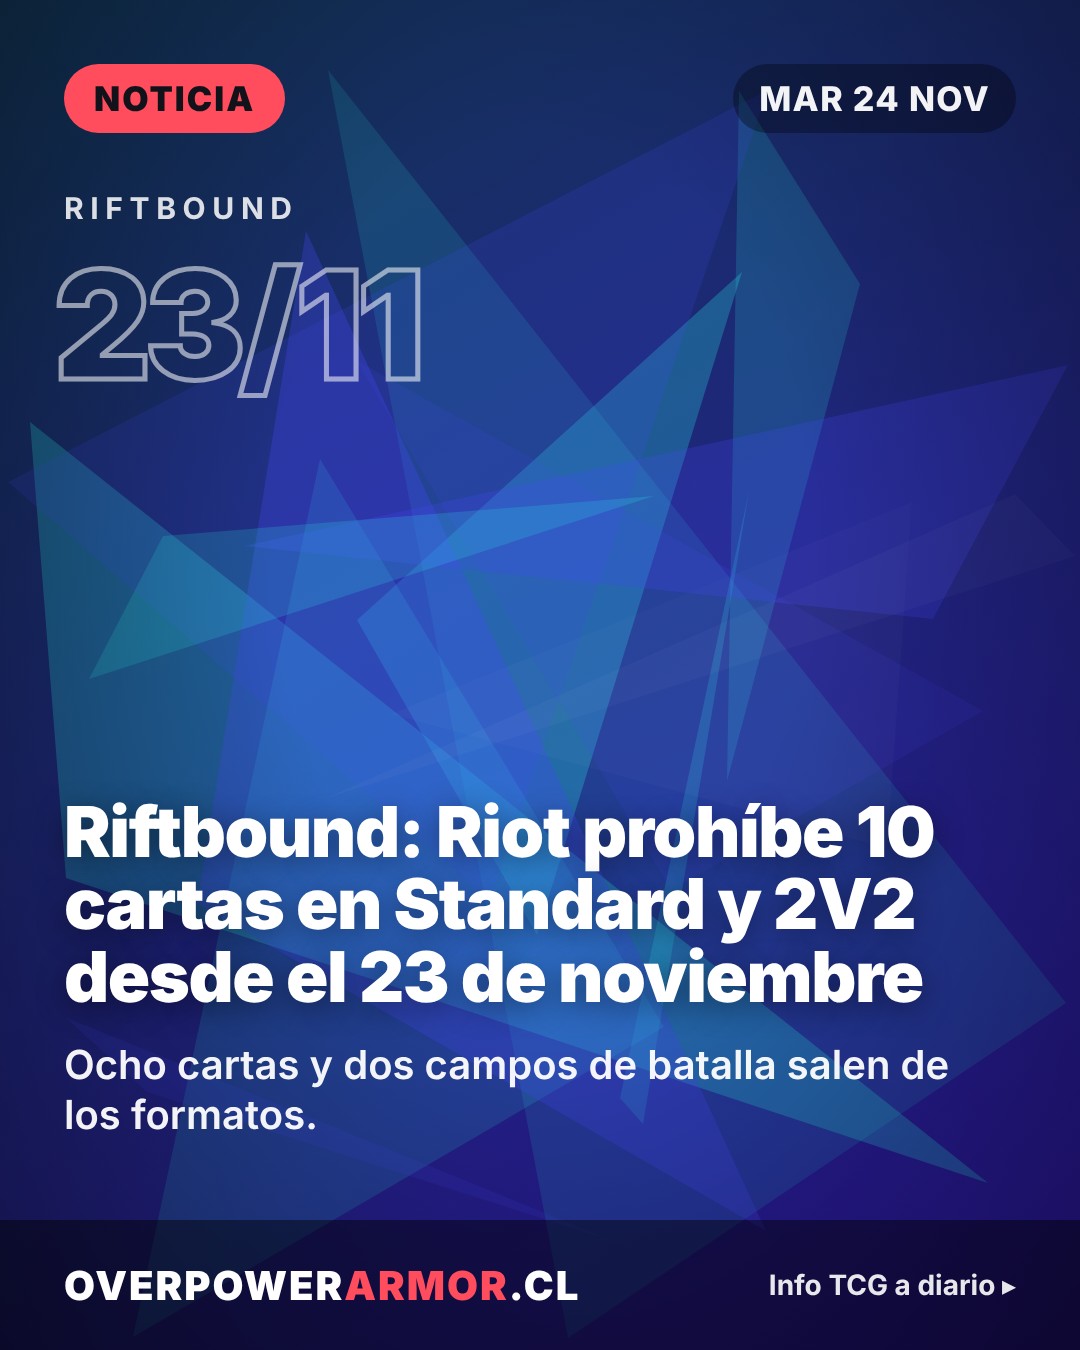 NOTICIA
MAR 24 NOV
RIFTBOUND
23/11
Riftbound: Riot prohíbe 10
cartas en Standard y 2V2
desde el 23 de noviembre
Ocho cartas y dos campos de batalla salen de
los formatos.
OVERPOWERARMOR.CL
Info TCG a diario ▸